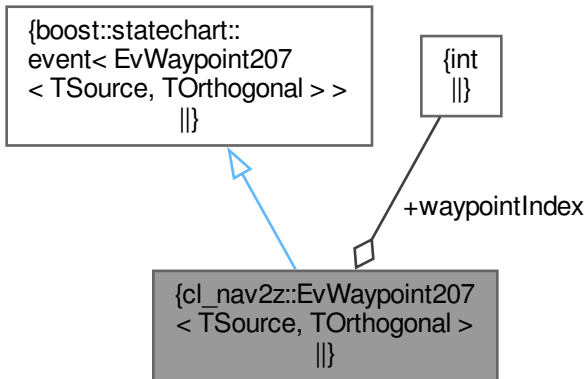 {boost::statechart::
event< EvWaypoint207
< TSource, TOrthogonal > >
||}
{int
||}
+waypointIndex
{cl_nav2z::EvWaypoint207
< TSource, TOrthogonal >
||}